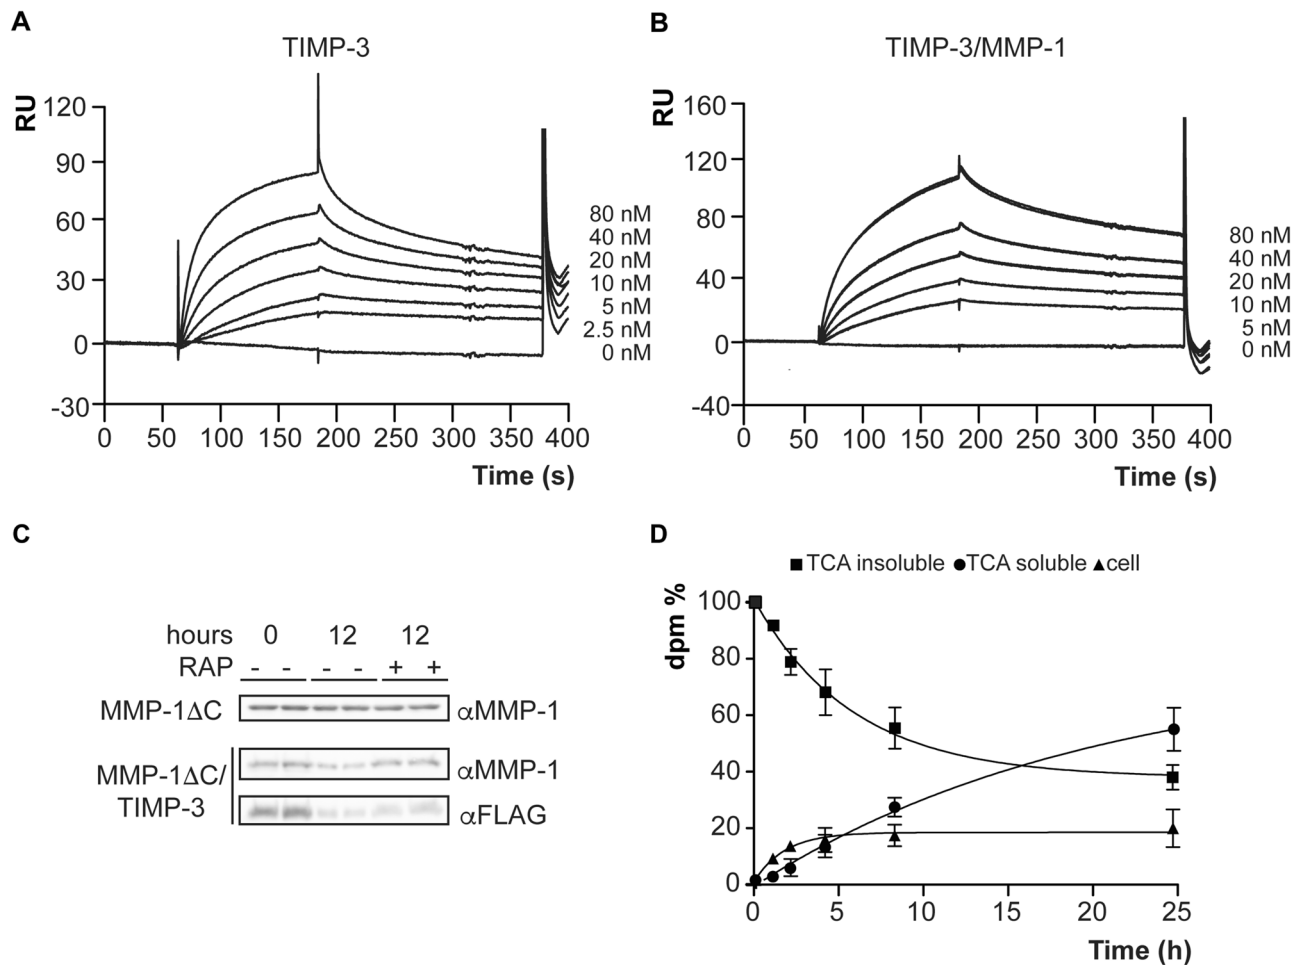 A
TIMP-3
RU
120
90
60
30
0
-30
0 50 100 150 200 250 300 350 400
Time (s)
80 nM
40 nM
20 nM
10 nM
5 nM
2.5 nM
0 nM
B
TIMP-3/MMP-1
RU
160
120
80
40
0
-40
0 50 100 150 200 250 300 350 400
Time (s)
80 nM
40 nM
20 nM
10 nM
5 nM
0 nM
C
hours 0 12 12
RAP - - - - + +
MMP-1ΔC αMMP-1
MMP-1ΔC/
TIMP-3
αMMP-1
αFLAG
D
TCA insoluble TCA soluble cell
dpm %
100
80
60
40
20
0
0 5 10 15 20 25
Time (h)